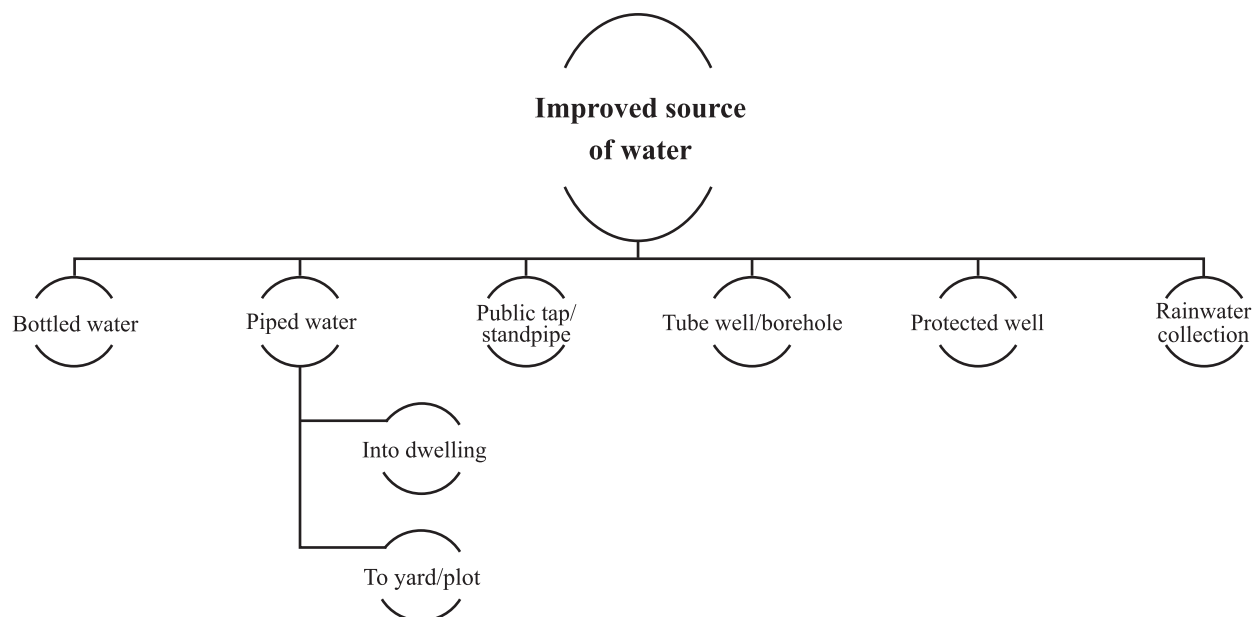 Improved source
of water
Bottled water
Piped water
Public tap/
standpipe
Tube well/borehole
Protected well
Rainwater
collection
Into dwelling
To yard/plot